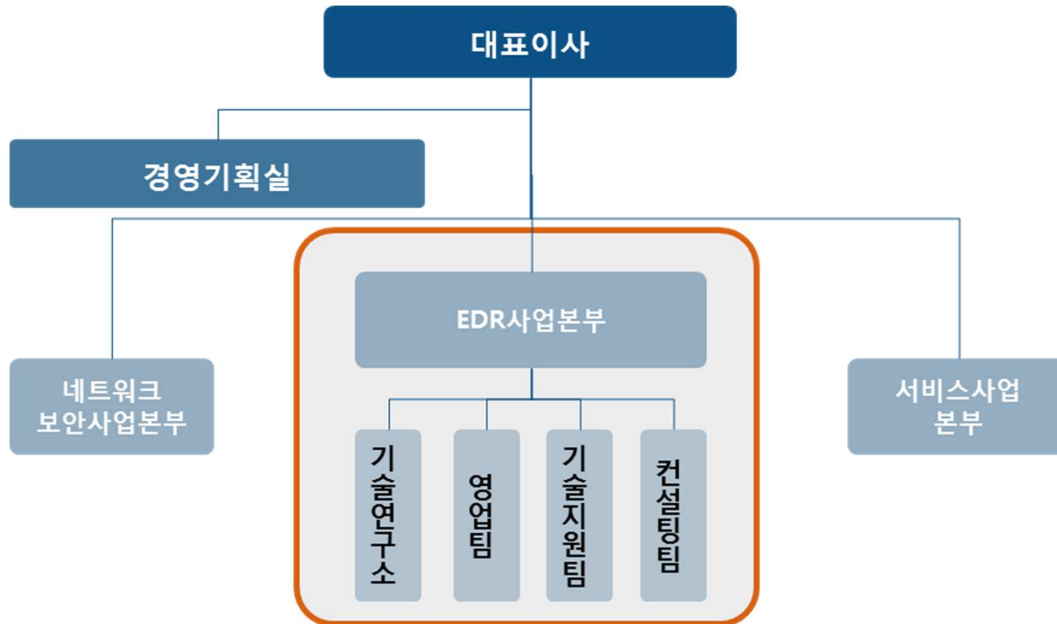 대표이사
경영기획실
EDR사업본부
네트워크
보안사업본부
서비스사업
본부
기술연구소
영업팀
기술지원팀
컨설팅팀